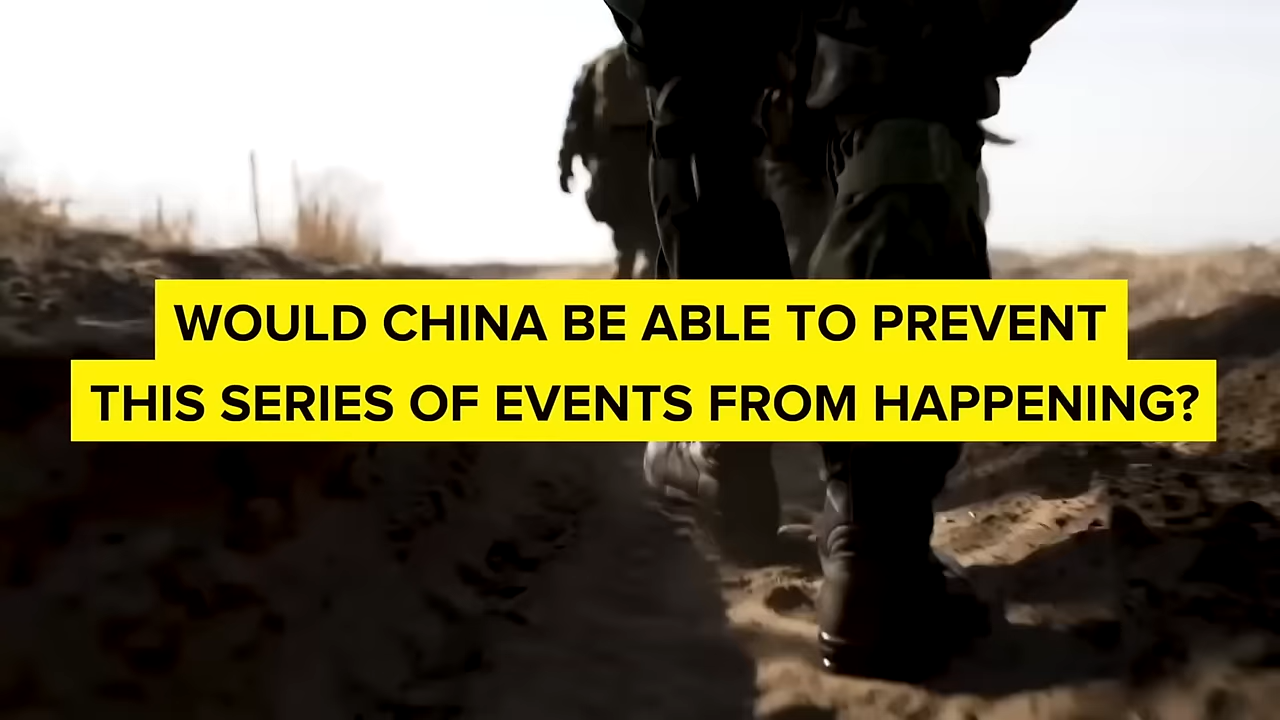 WOULD CHINA BE ABLE TO PREVENT
THIS SERIES OF EVENTS FROM HAPPENING?